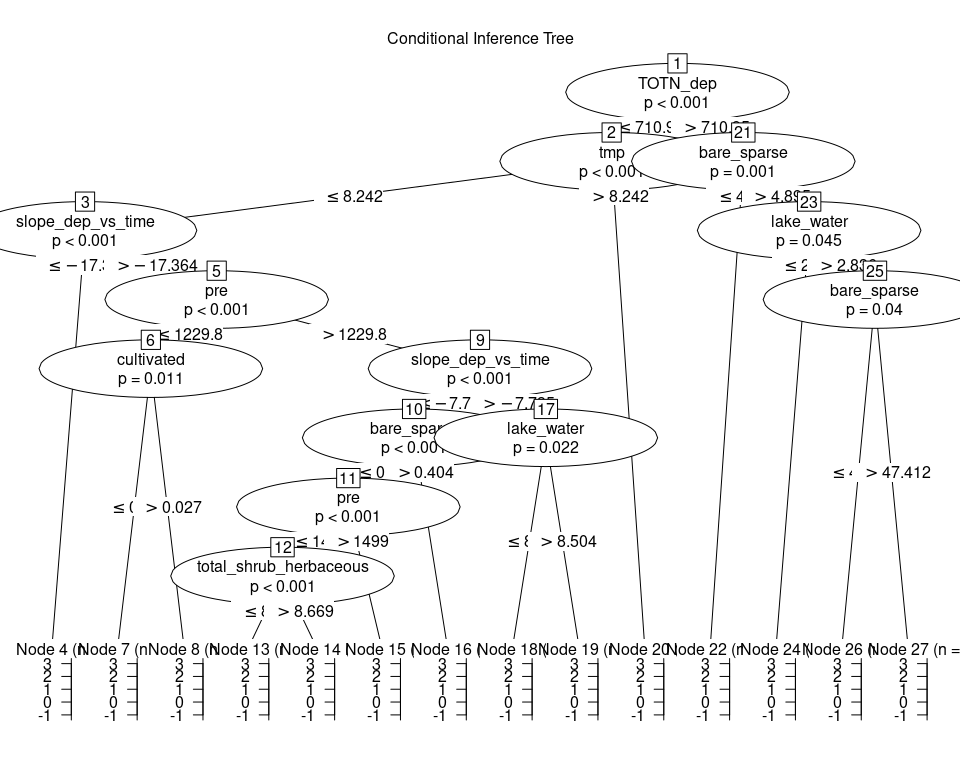 Conditional Inference Tree
1
TOTN_dep
p < 0.001
≤ 710.9 > 710.
2
tmp
p < 0.001
21
bare_sparse
p = 0.001
≤ 8.242
> 8.242
≤ 4 > 4.895
3
slope_dep_vs_time
p < 0.001
23
lake_water
p = 0.045
≤ −17. > −17.364
≤ 2 > 2.83
5
pre
p < 0.001
25
bare_sparse
p = 0.04
≤ 1229.8
> 1229.8
6
cultivated
p = 0.011
9
slope_dep_vs_time
p < 0.001
≤ −7.7 > −7.7
10
bare_spar
p < 0.001
17
lake_water
p = 0.022
≤ 0 > 0.404
≤ 4 > 47.412
11
pre
p < 0.001
≤ 0 > 0.027
≤ 14 > 1499
≤ 8 > 8.504
12
total_shrub_herbaceous
p < 0.001
≤ 8 > 8.669
Node 4 (n Node 7 (n Node 8 (n Node 13 (n Node 14 (n Node 15 (n Node 16 (n Node 18 Node 19 (n Node 20 Node 22 (n Node 24 Node 26 (n Node 27 (n =
3 3 3 3 3 3 3 3 3 3 3 3 3 3
2 2 2 2 2 2 2 2 2 2 2 2 2 2
1 1 1 1 1 1 1 1 1 1 1 1 1 1
0 0 0 0 0 0 0 0 0 0 0 0 0 0
-1 -1 -1 -1 -1 -1 -1 -1 -1 -1 -1 -1 -1 -1